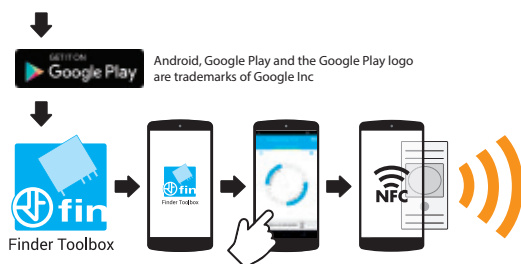 GET IT ON
Google Play
Android, Google Play and the Google Play logo
are trademarks of Google Inc
fin
Finder Toolbox
fin
Finder Toolbox
NFC